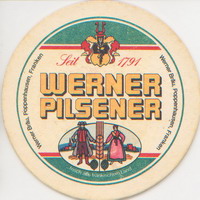 Seit 1791
WERNER
PILSENER
Werner Bräu, Poppenhausen, Franken
Werner Bräu, Poppenhausen, Franken